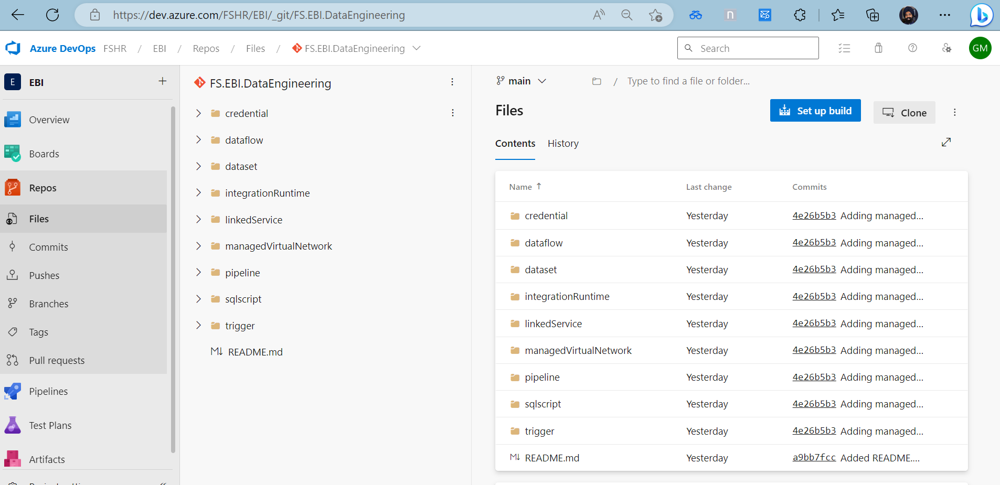 https://dev.azure.com/FSHR/EBI/_git/FS.EBI.DataEngineering
Azure DevOps FSHR / EBI / Repos / Files / FS.EBI.DataEngineering
Search
GM
E EBI
Overview
Boards
Repos
Files
Commits
Pushes
Branches
Tags
Pull requests
Pipelines
Test Plans
Artifacts
FS.EBI.DataEngineering
credential
dataflow
dataset
integrationRuntime
linkedService
managedVirtualNetwork
pipeline
sqlscript
trigger
M↓ README.md
main / Type to find a file or folder...
Files
Set up build
Clone
Contents History
Name ↑ Last change Commits
credential Yesterday 4e26b5b3 Adding managed...
dataflow Yesterday 4e26b5b3 Adding managed...
dataset Yesterday 4e26b5b3 Adding managed...
integrationRuntime Yesterday 4e26b5b3 Adding managed...
linkedService Yesterday 4e26b5b3 Adding managed...
managedVirtualNetwork Yesterday 4e26b5b3 Adding managed...
pipeline Yesterday 4e26b5b3 Adding managed...
sqlscript Yesterday 4e26b5b3 Adding managed...
trigger Yesterday 4e26b5b3 Adding managed...
M↓ README.md Yesterday a9bb7fcc Added README....